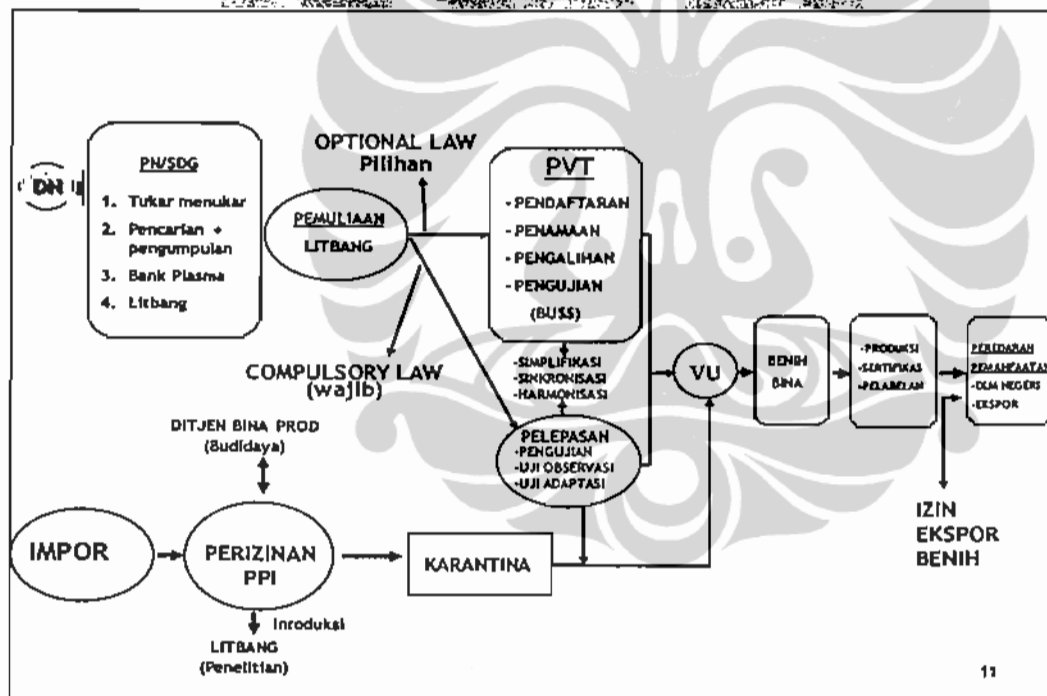 DN
PN/SDG
1. Tukar menukar
2. Pencarian +
pengumpulan
3. Bank Plasma
4. Litbang
PEMULIAAN
LITBANG
OPTIONAL LAW
Pilihan
COMPULSORY LAW
(wajib)
PVT
-PENDAFTARAN
-PENAMAAN
-PENGALIHAN
-PENGUJIAN
(BUSS)
-SIMPLIFIKASI
-SINKRONISASI
-HARMONISASI
PELEPASAN
-PENGUJIAN
-UJI OBSERVASI
-UJI ADAPTASI
VU
BENIH
BINA
-PRODUKSI
-SERTIFIKAS
-PELABELAN
PEREDARAN
PEMANFAATAN
-DLM NEGERI
-EKSPOR
IZIN
EKSPOR
BENIH
DITJEN BINA PROD
(Budidaya)
IMPOR
PERIZINAN
PPI
Inroduksi
LITBANG
(Penelitian)
KARANTINA
11